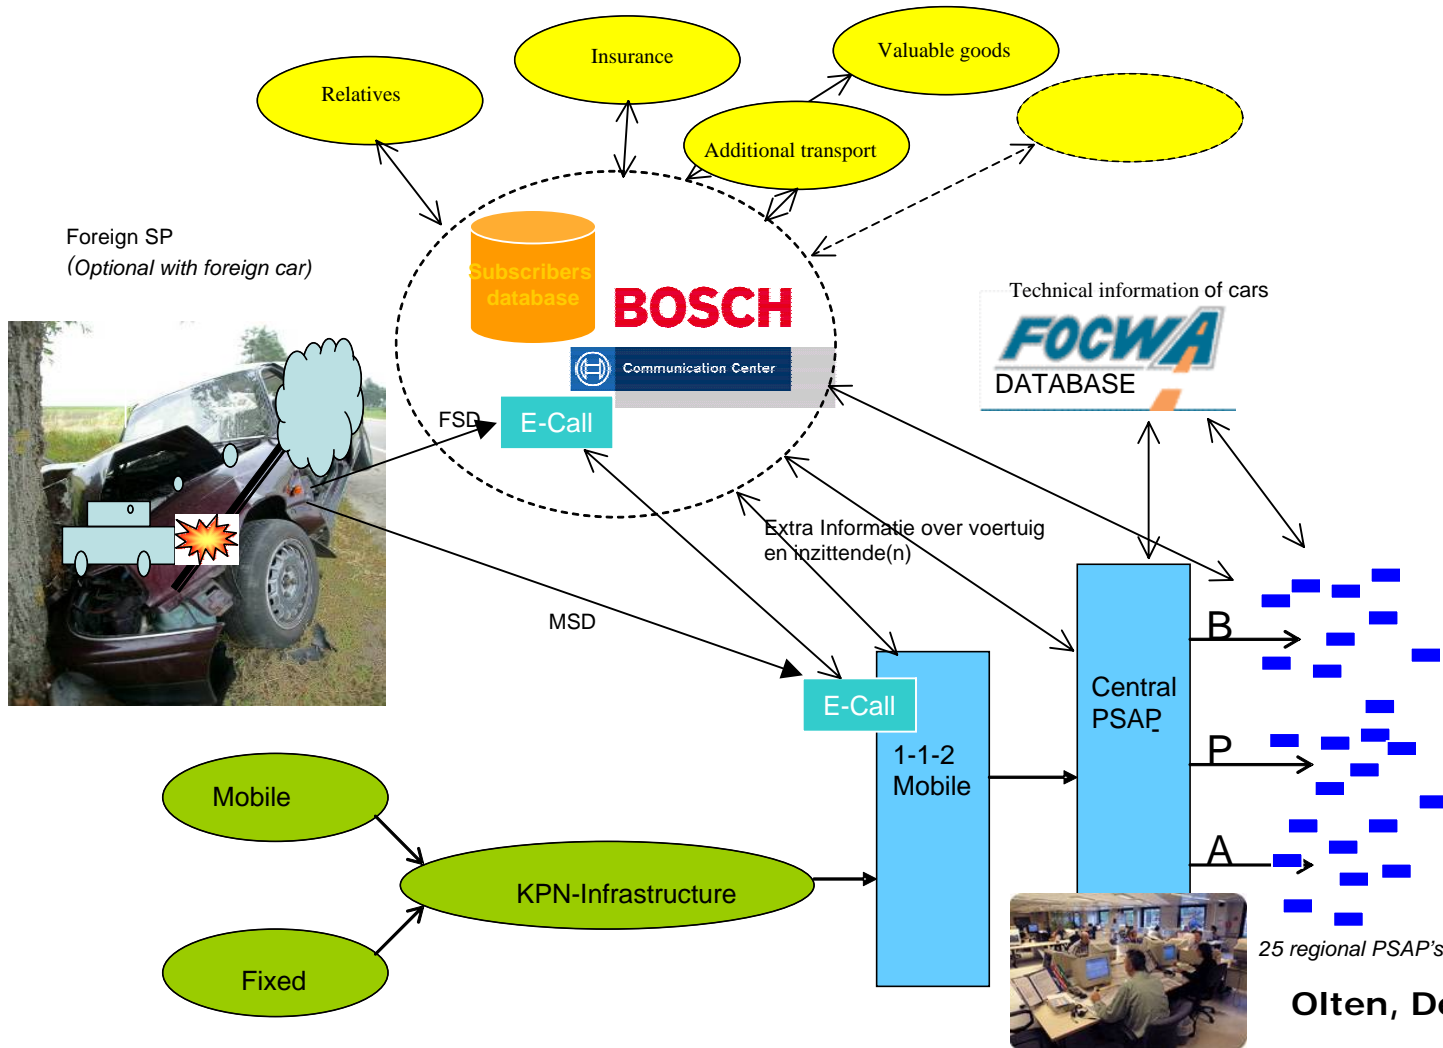 Relatives
Insurance
Valuable goods
Additional transport
Foreign SP
(Optional with foreign car)
Subscribers
database
BOSCH
Communication Center
E-Call
FSD
Technical information of cars
FOCWA
DATABASE
Extra Informatie over voertuig
en inzittende(n)
MSD
E-Call
1-1-2
Mobile
Central
PSAP
B
P
A
Mobile
KPN-Infrastructure
Fixed
25 regional PSAP's
Olten, De